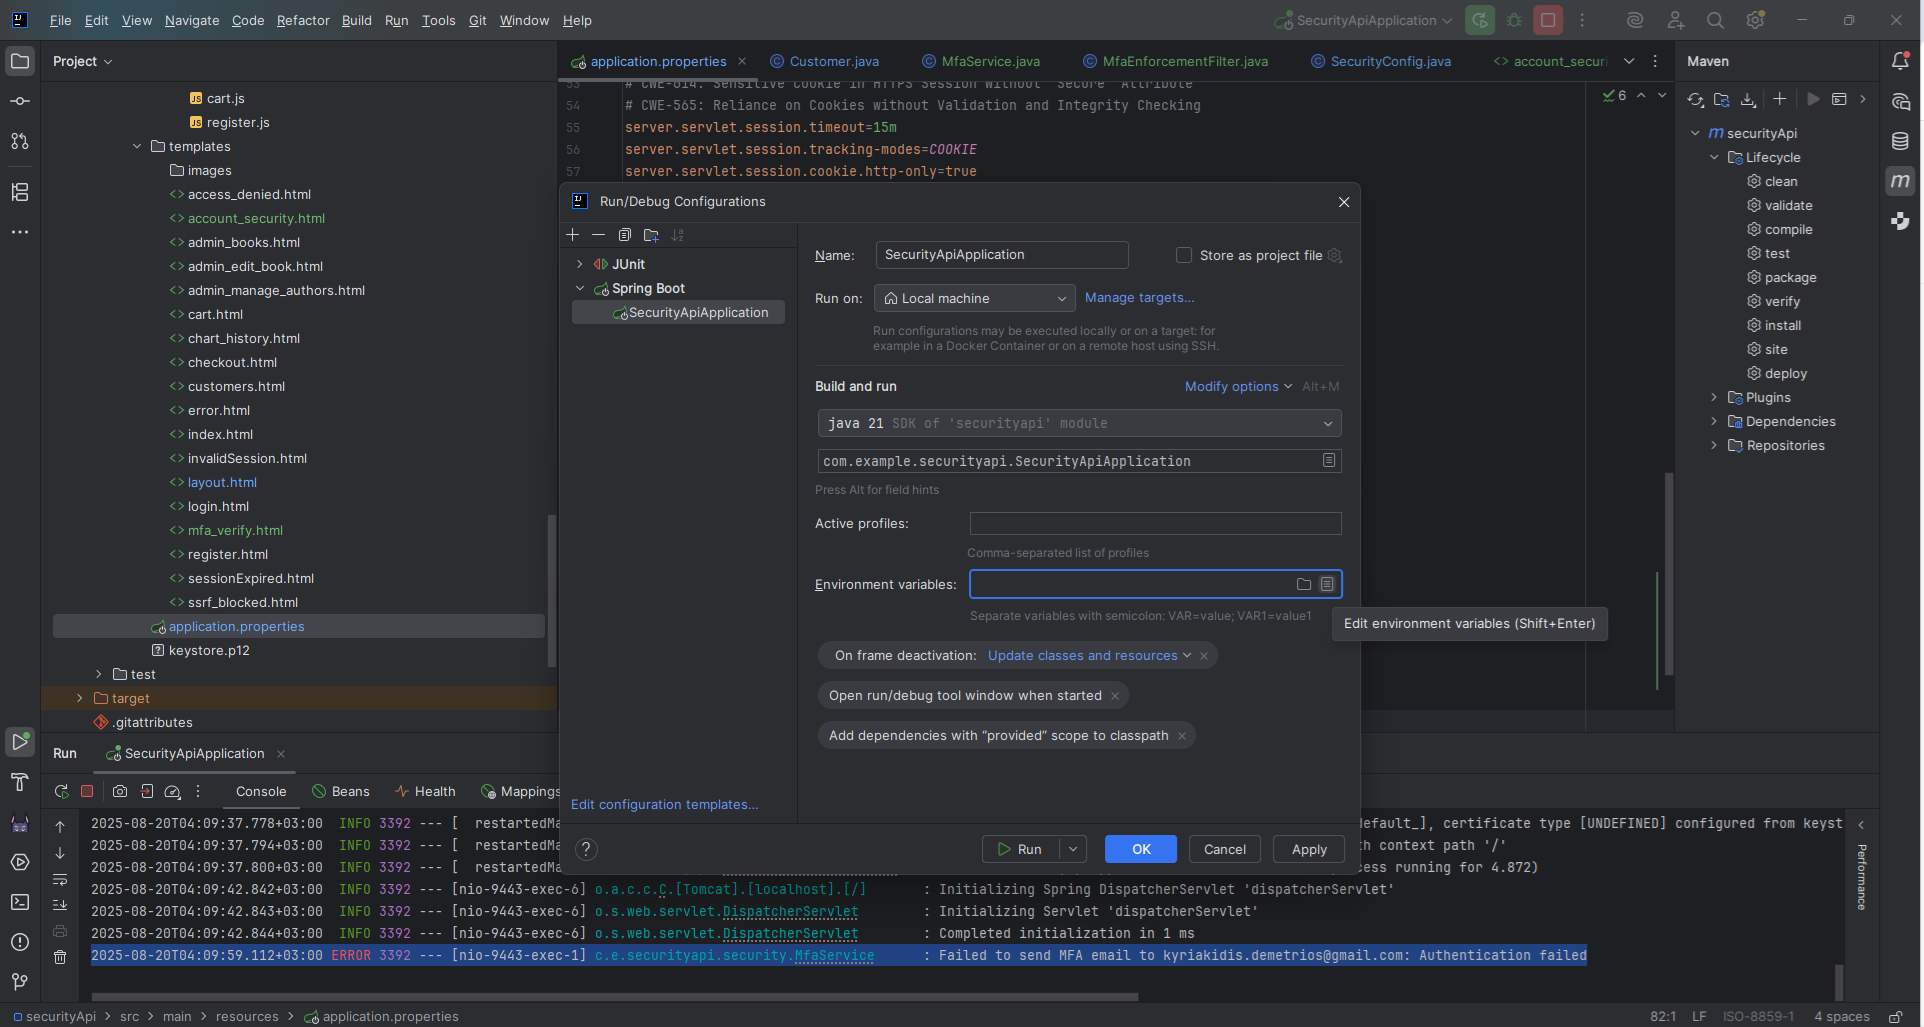 File Edit View Navigate Code Refactor Build Run Tools Git Window Help
SecurityApiApplication
Project
application.properties
Customer.java
MfaService.java
MfaEnforcementFilter.java
SecurityConfig.java
account_securi
Maven
cart.js
register.js
templates
images
access_denied.html
account_security.html
admin_books.html
admin_edit_book.html
admin_manage_authors.html
cart.html
chart_history.html
checkout.html
customers.html
error.html
index.html
invalidSession.html
layout.html
login.html
mfa_verify.html
register.html
sessionExpired.html
ssrf_blocked.html
application.properties
keystore.p12
test
target
.gitattributes
53 # CWE-614: Sensitive Cookie in HTTPS Session Without 'Secure' Attribute
54 # CWE-565: Reliance on Cookies without Validation and Integrity Checking
55 server.servlet.session.timeout=15m
56 server.servlet.session.tracking-modes=COOKIE
57 server.servlet.session.cookie.http-only=true
6
Run/Debug Configurations
JUnit
Spring Boot
SecurityApiApplication
Edit configuration templates...
Name: SecurityApiApplication
Store as project file
Run on: Local machine
Manage targets...
Run configurations may be executed locally or on a target: for
example in a Docker Container or on a remote host using SSH.
Build and run
Modify options Alt+M
java 21 SDK of 'securityapi' module
com.example.securityapi.SecurityApiApplication
Press Alt for field hints
Active profiles:
Comma-separated list of profiles
Environment variables:
Separate variables with semicolon: VAR=value; VAR1=value1
Edit environment variables (Shift+Enter)
On frame deactivation: Update classes and resources
Open run/debug tool window when started
Add dependencies with “provided” scope to classpath
? Run OK Cancel Apply
m securityApi
Lifecycle
clean
validate
compile
test
package
verify
install
site
deploy
Plugins
Dependencies
Repositories
m
Run SecurityApiApplication
Console Beans Health Mappings
2025-08-20T04:09:37.778+03:00 INFO 3392 --- [ restartedMa
efault_], certificate type [UNDEFINED] configured from keyst
2025-08-20T04:09:37.794+03:00 INFO 3392 --- [ restartedMa
th context path '/'
2025-08-20T04:09:37.800+03:00 INFO 3392 --- [ restartedMa
cess running for 4.872)
2025-08-20T04:09:42.842+03:00 INFO 3392 --- [nio-9443-exec-6] o.a.c.c.C.[Tomcat].[localhost].[/] : Initializing Spring DispatcherServlet 'dispatcherServlet'
2025-08-20T04:09:42.843+03:00 INFO 3392 --- [nio-9443-exec-6] o.s.web.servlet.DispatcherServlet : Initializing Servlet 'dispatcherServlet'
2025-08-20T04:09:42.844+03:00 INFO 3392 --- [nio-9443-exec-6] o.s.web.servlet.DispatcherServlet : Completed initialization in 1 ms
2025-08-20T04:09:59.112+03:00 ERROR 3392 --- [nio-9443-exec-1] c.e.securityapi.security.MfaService : Failed to send MFA email to kyriakidis.demetrios@gmail.com: Authentication failed
Performance
securityApi > src > main > resources > application.properties
82:1 LF ISO-8859-1 4 spaces